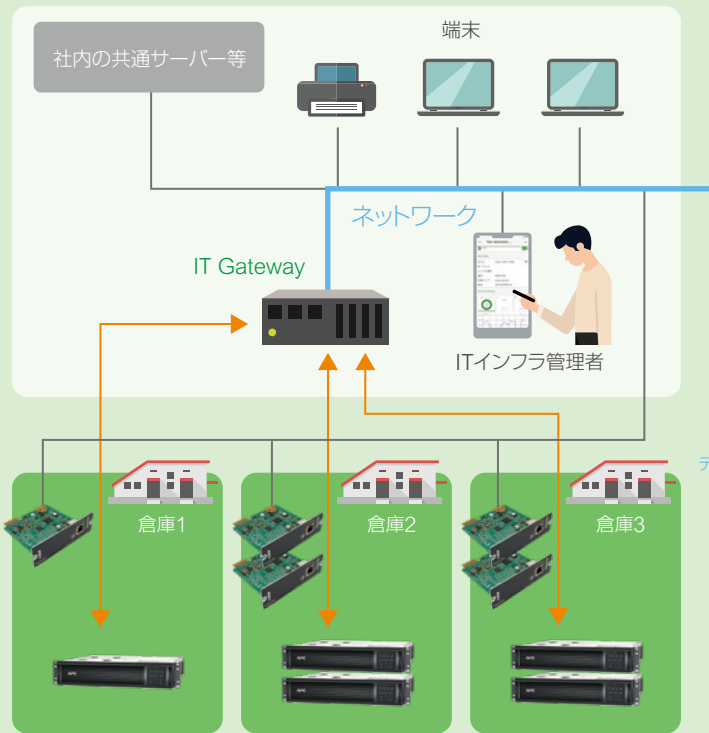 社内の共通サーバー等
端末
ネットワーク
IT Gateway
ITインフラ管理者
倉庫1
倉庫2
倉庫3
テ